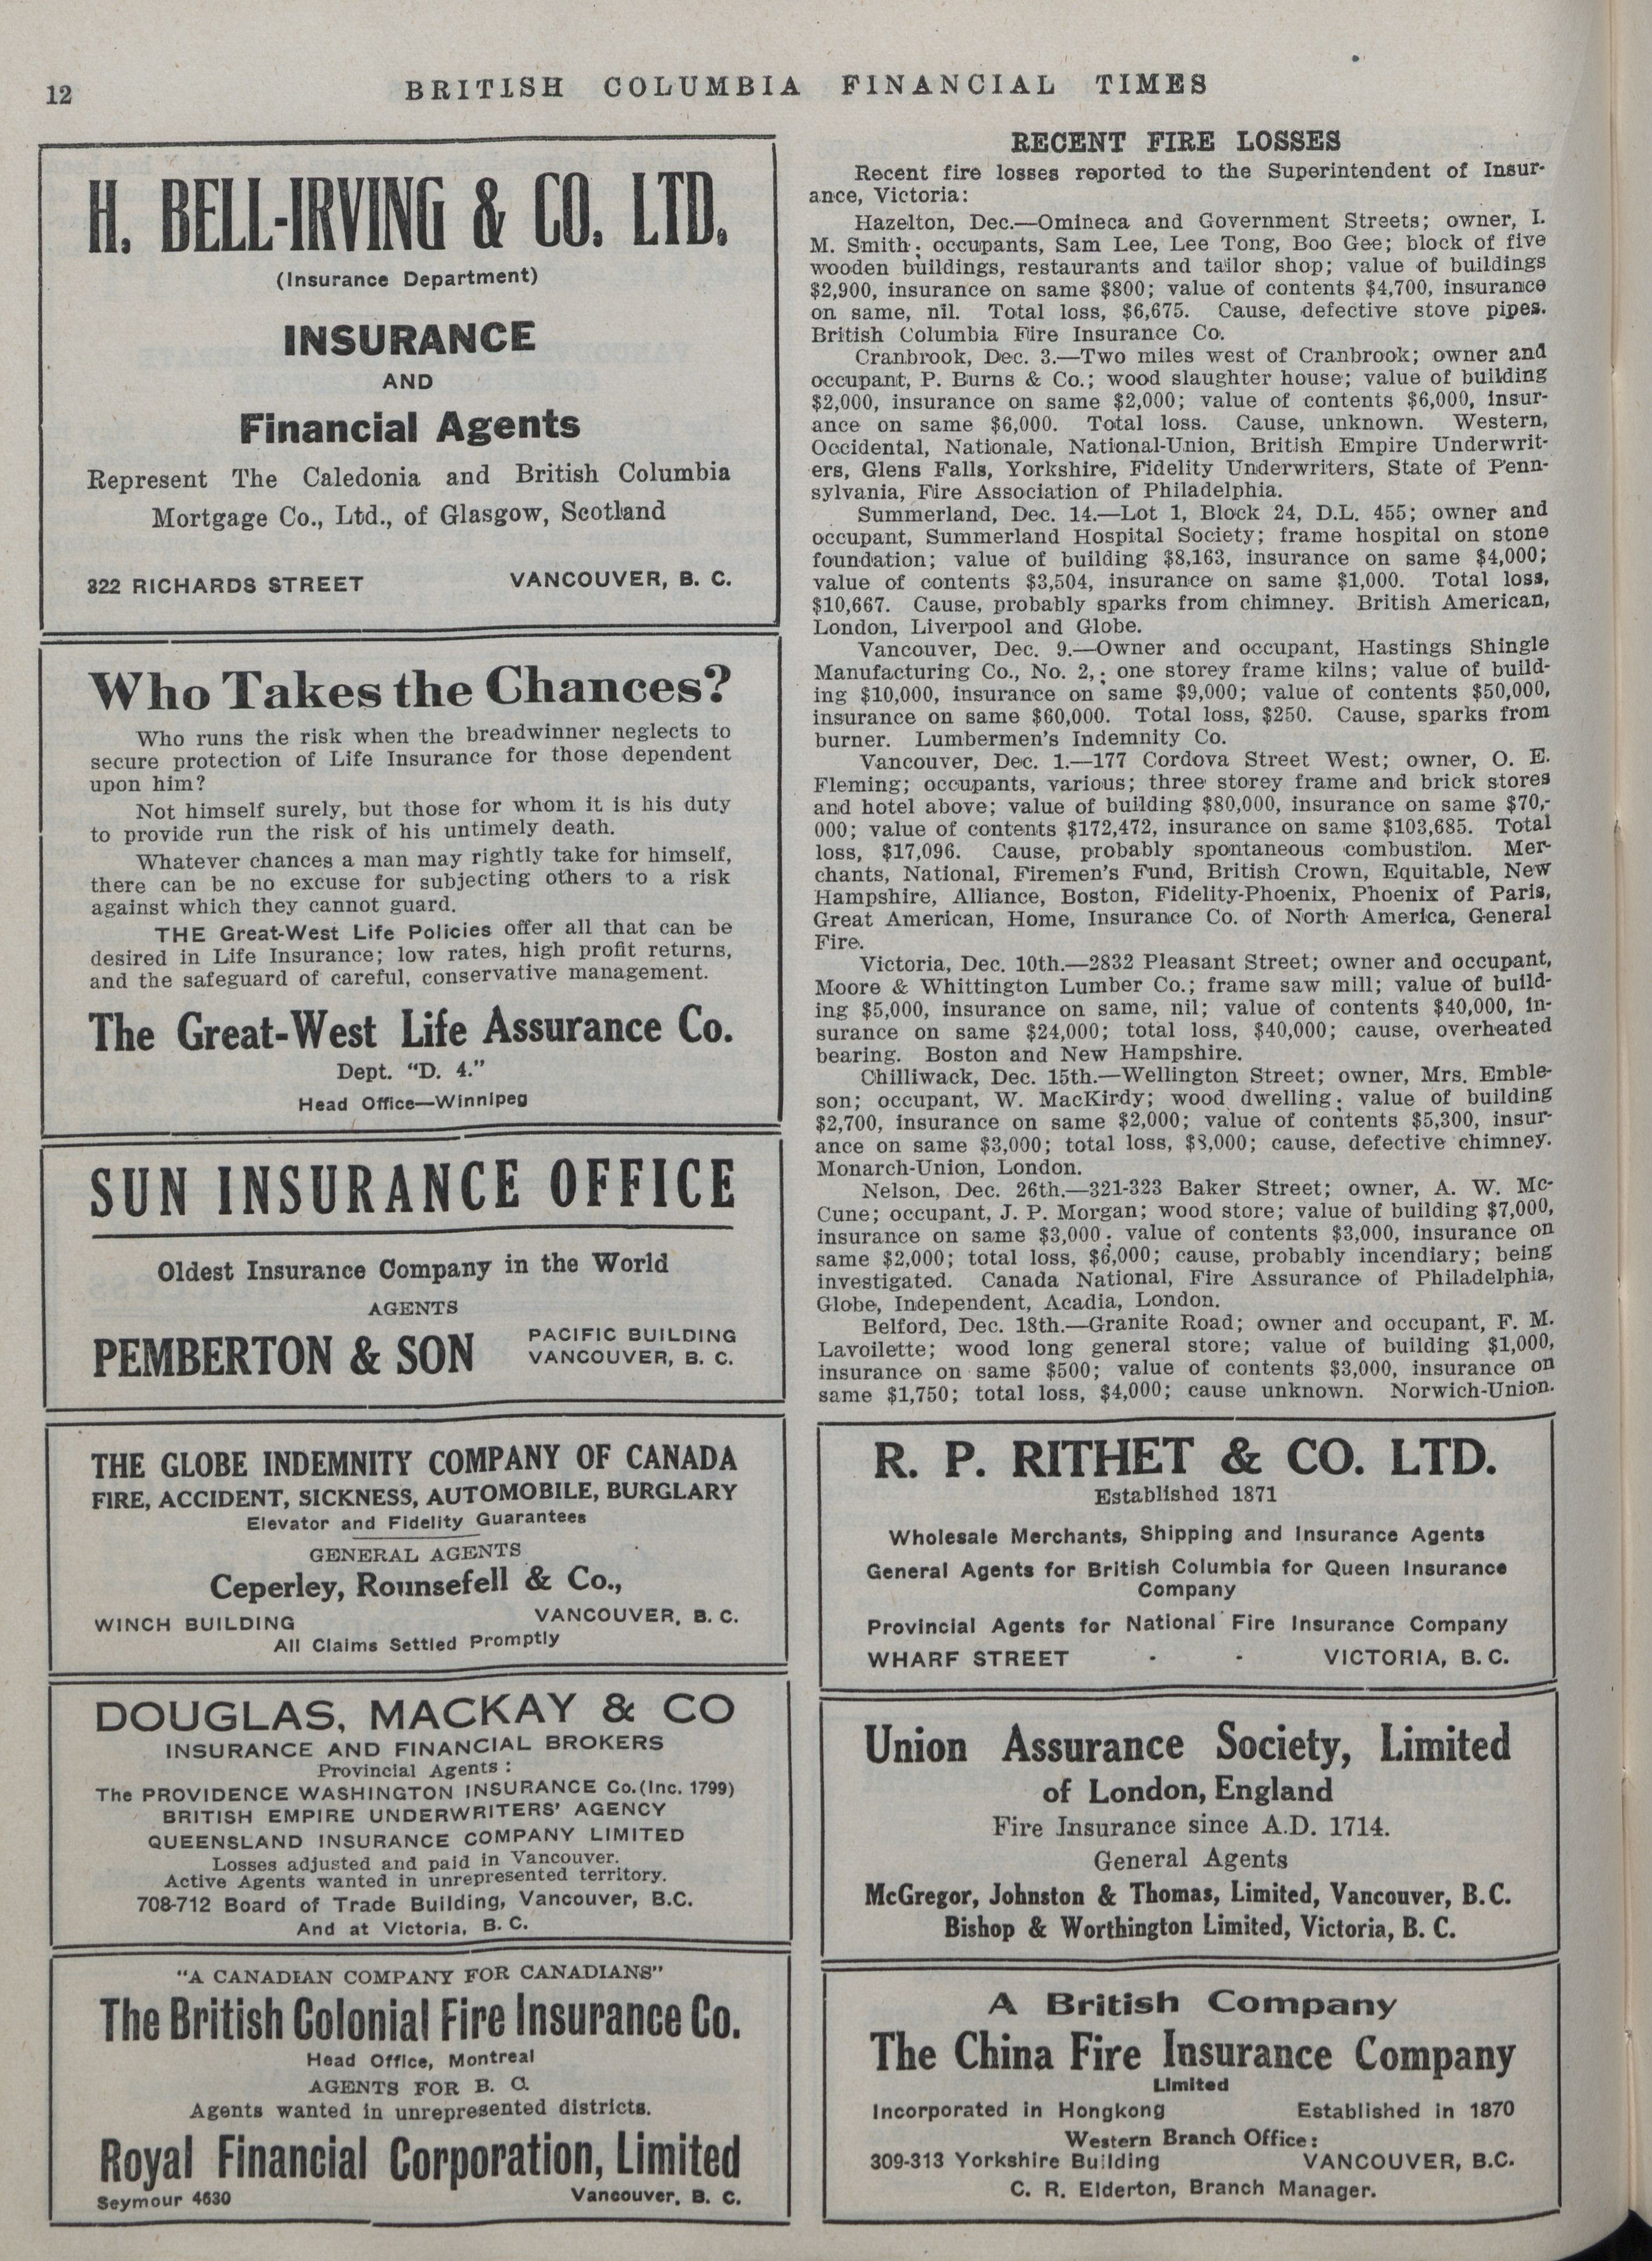 12
BRITISH COLUMBIA FINANCIAL TIMES
H. BELL-IRVING & CO. LTD.
(Insurance Department)
INSURANCE
AND
Financial Agents
Represent The Caledonia and British Columbia
Mortgage Co., Ltd., of Glasgow, Scotland
322 RICHARDS STREET VANCOUVER, B. C.
Who Takes the Chances?
Who runs the risk when the breadwinner neglects to
secure protection of Life Insurance for those dependent
upon him?
Not himself surely, but those for whom it is his duty
to provide run the risk of his untimely death.
Whatever chances a man may rightly take for himself,
there can be no excuse for subjecting others to a risk
against which they cannot guard.
THE Great-West Life Policies offer all that can be
desired in Life Insurance; low rates, high profit returns,
and the safeguard of careful, conservative management.
The Great-West Life Assurance Co.
Dept. "D. 4."
Head Office—Winnipeg
SUN INSURANCE OFFICE
Oldest Insurance Company in the World
AGENTS
PEMBERTON & SON
PACIFIC BUILDING
VANCOUVER, B. C.
THE GLOBE INDEMNITY COMPANY OF CANADA
FIRE, ACCIDENT, SICKNESS, AUTOMOBILE, BURGLARY
Elevator and Fidelity Guarantees
GENERAL AGENTS
Ceperley, Rounsefell & Co.,
WINCH BUILDING VANCOUVER, B. C.
All Claims Settled Promptly
DOUGLAS, MACKAY & CO
INSURANCE AND FINANCIAL BROKERS
Provincial Agents :
The PROVIDENCE WASHINGTON INSURANCE Co.(Inc. 1799)
BRITISH EMPIRE UNDERWRITERS' AGENCY
QUEENSLAND INSURANCE COMPANY LIMITED
Losses adjusted and paid in Vancouver.
Active Agents wanted in unrepresented territory.
708-712 Board of Trade Building, Vancouver, B.C.
And at Victoria, B. C.
"A CANADIAN COMPANY FOR CANADIANS"
The British Colonial Fire Insurance Co.
Head Office, Montreal
AGENTS FOR B. C.
Agents wanted in unrepresented districts.
Royal Financial Corporation, Limited
Seymour 4630 Vancouver, B. C.
RECENT FIRE LOSSES
Recent fire losses reported to the Superintendent of Insur-
ance, Victoria:
Hazelton, Dec.—Omineca and Government Streets; owner, I.
M. Smith; occupants, Sam Lee, Lee Tong, Boo Gee; block of five
wooden buildings, restaurants and tailor shop; value of buildings
$2,900, insurance on same $800; value of contents $4,700, insurance
on same, nil. Total loss, $6,675. Cause, defective stove pipes.
British Columbia Fire Insurance Co.
Cranbrook, Dec. 3.—Two miles west of Cranbrook; owner and
occupant, P. Burns & Co.; wood slaughter house; value of building
$2,000, insurance on same $2,000; value of contents $6,000, insur-
ance on same $6,000. Total loss. Cause, unknown. Western,
Occidental, Nationale, National-Union, British Empire Underwrit-
ers, Glens Falls, Yorkshire, Fidelity Underwriters, State of Penn-
sylvania, Fire Association of Philadelphia.
Summerland, Dec. 14.—Lot 1, Block 24, D.L. 455; owner and
occupant, Summerland Hospital Society; frame hospital on stone
foundation; value of building $8,163, insurance on same $4,000;
value of contents $3,504, insurance on same $1,000. Total loss,
$10,667. Cause, probably sparks from chimney. British American,
London, Liverpool and Globe.
Vancouver, Dec. 9.—Owner and occupant, Hastings Shingle
Manufacturing Co., No. 2,; one storey frame kilns; value of build-
ing $10,000, insurance on same $9,000; value of contents $50,000,
insurance on same $60,000. Total loss, $250. Cause, sparks from
burner. Lumbermen's Indemnity Co.
Vancouver, Dec. 1.—177 Cordova Street West; owner, O. E.
Fleming; occupants, various; three storey frame and brick stores
and hotel above; value of building $80,000, insurance on same $70,-
000; value of contents $172,472, insurance on same $103,685. Total
loss, $17,096. Cause, probably spontaneous combustion. Mer-
chants, National, Firemen's Fund, British Crown, Equitable, New
Hampshire, Alliance, Boston, Fidelity-Phoenix, Phoenix of Paris,
Great American, Home, Insurance Co. of North America, General
Fire.
Victoria, Dec. 10th.—2832 Pleasant Street; owner and occupant,
Moore & Whittington Lumber Co.; frame saw mill; value of build-
ing $5,000, insurance on same, nil; value of contents $40,000, in-
surance on same $24,000; total loss, $40,000; cause, overheated
bearing. Boston and New Hampshire.
Chilliwack, Dec. 15th.—Wellington Street; owner, Mrs. Emble-
son; occupant, W. MacKirdy; wood dwelling; value of building
$2,700, insurance on same $2,000; value of contents $5,300, insur-
ance on same $3,000; total loss, $8,000; cause, defective chimney.
Monarch-Union, London.
Nelson, Dec. 26th.—321-323 Baker Street; owner, A. W. Mc-
Cune; occupant, J. P. Morgan; wood store; value of building $7,000,
insurance on same $3,000; value of contents $3,000, insurance on
same $2,000; total loss, $6,000; cause, probably incendiary; being
investigated. Canada National, Fire Assurance of Philadelphia,
Globe, Independent, Acadia, London.
Belford, Dec. 18th.—Granite Road; owner and occupant, F. M.
Lavoilette; wood long general store; value of building $1,000,
insurance on same $500; value of contents $3,000, insurance on
same $1,750; total loss, $4,000; cause unknown. Norwich-Union.
R. P. RITHET & CO. LTD.
Established 1871
Wholesale Merchants, Shipping and Insurance Agents
General Agents for British Columbia for Queen Insurance
Company
Provincial Agents for National Fire Insurance Company
WHARF STREET - - VICTORIA, B. C.
Union Assurance Society, Limited
of London, England
Fire Insurance since A.D. 1714.
General Agents
McGregor, Johnston & Thomas, Limited, Vancouver, B.C.
Bishop & Worthington Limited, Victoria, B. C.
A British Company
The China Fire Insurance Company
Limited
Incorporated in Hongkong Established in 1870
Western Branch Office:
309-313 Yorkshire Building VANCOUVER, B.C.
C. R. Elderton, Branch Manager.